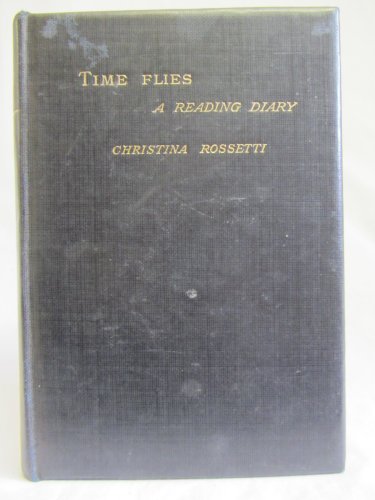 TIME FLIES
A READING DIARY
CHRISTINA ROSSETTI